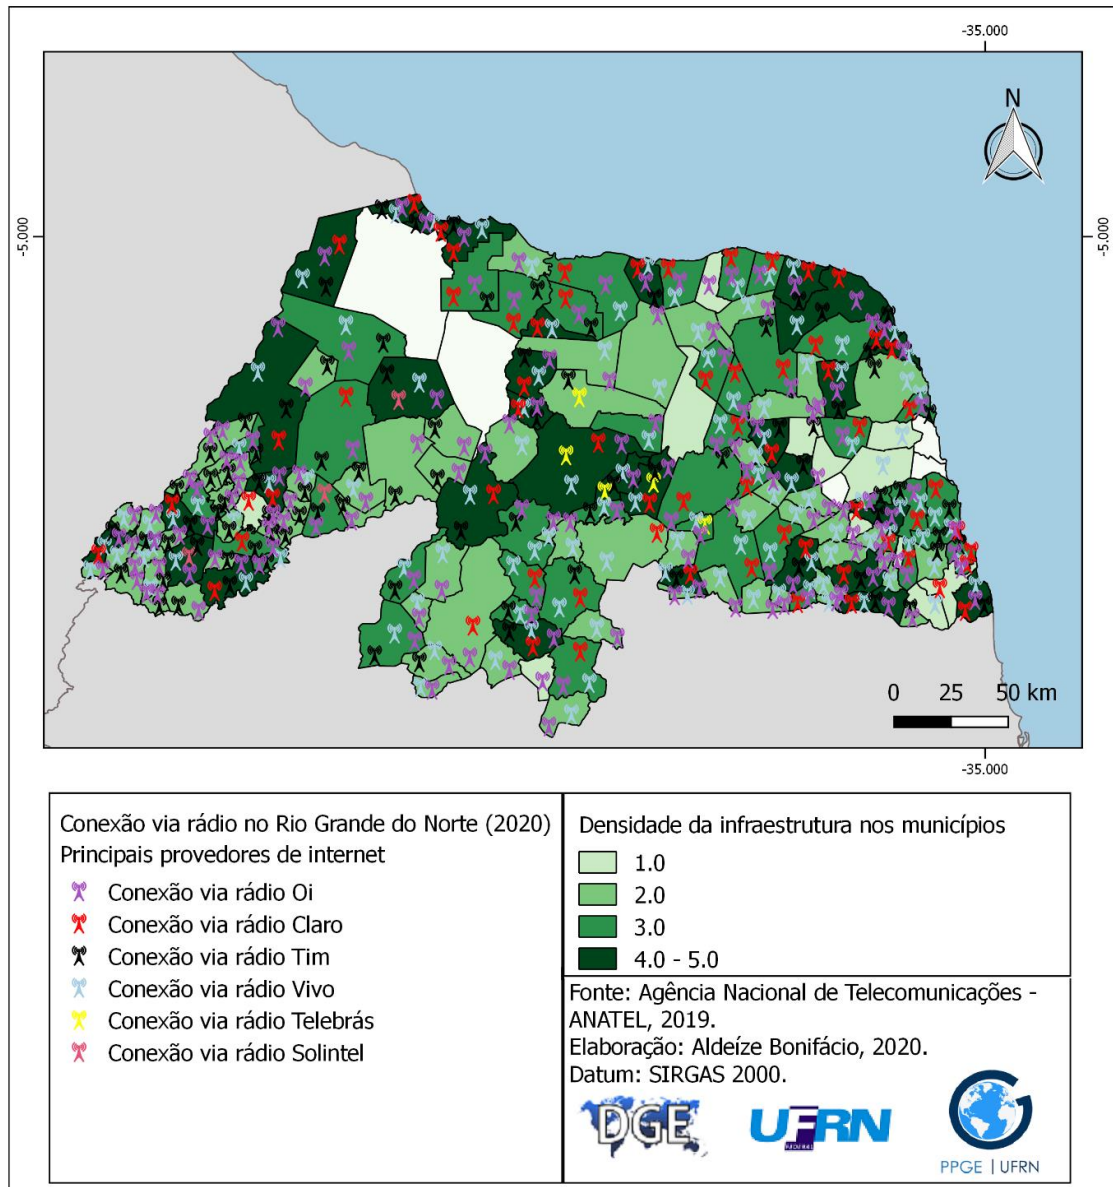 -35.000
N
-5.000
-5.000
0 25 50 km
-35.000
Conexão via rádio no Rio Grande do Norte (2020)
Principais provedores de internet
Conexão via rádio Oi
Conexão via rádio Claro
Conexão via rádio Tim
Conexão via rádio Vivo
Conexão via rádio Telebrás
Conexão via rádio Solintel
Densidade da infraestrutura nos municípios
1.0
2.0
3.0
4.0 - 5.0
Fonte: Agência Nacional de Telecomunicações -
ANATEL, 2019.
Elaboração: Aldeíze Bonifácio, 2020.
Datum: SIRGAS 2000.
DGE
UFRN
PPGE | UFRN